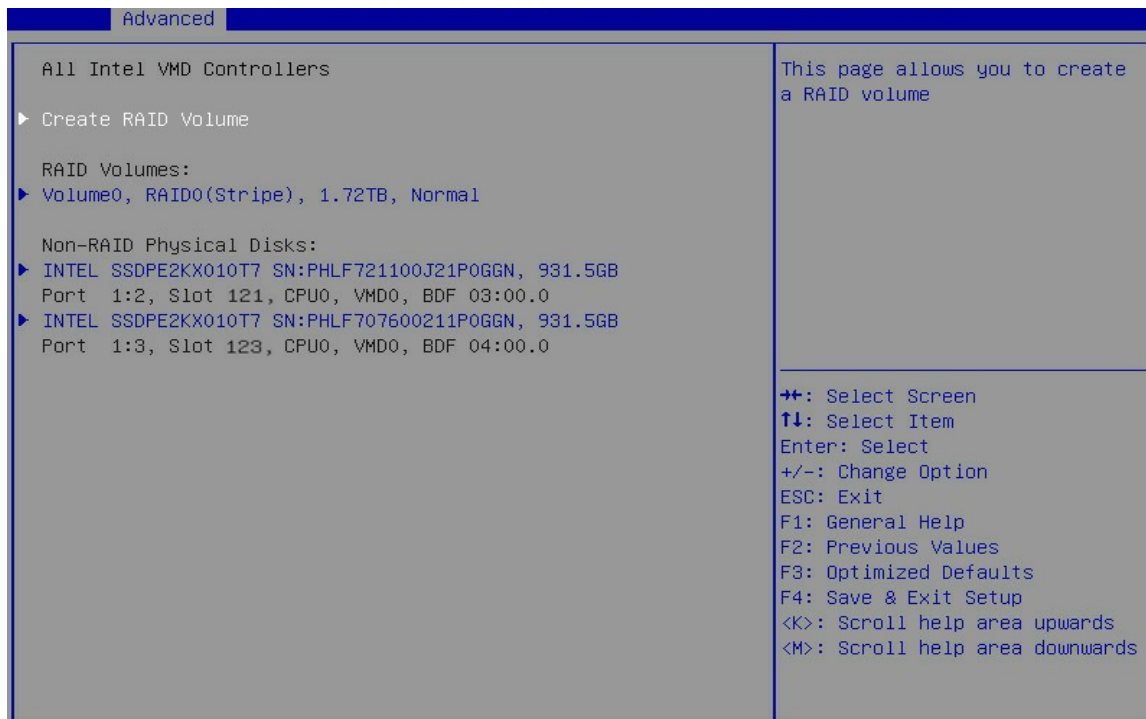 Advanced
All Intel VMD Controllers
Create RAID Volume
RAID Volumes:
Volume0, RAID0(Stripe), 1.72TB, Normal
Non-RAID Physical Disks:
INTEL SSDPE2KX010T7 SN:PHLF721100J21P0GGN, 931.5GB
Port 1:2, Slot 121, CPU0, VMD0, BDF 03:00.0
INTEL SSDPE2KX010T7 SN:PHLF707600211P0GGN, 931.5GB
Port 1:3, Slot 123, CPU0, VMD0, BDF 04:00.0
This page allows you to create
a RAID volume
→←: Select Screen
↑↓: Select Item
Enter: Select
+/-: Change Option
ESC: Exit
F1: General Help
F2: Previous Values
F3: Optimized Defaults
F4: Save & Exit Setup
<K>: Scroll help area upwards
<M>: Scroll help area downwards